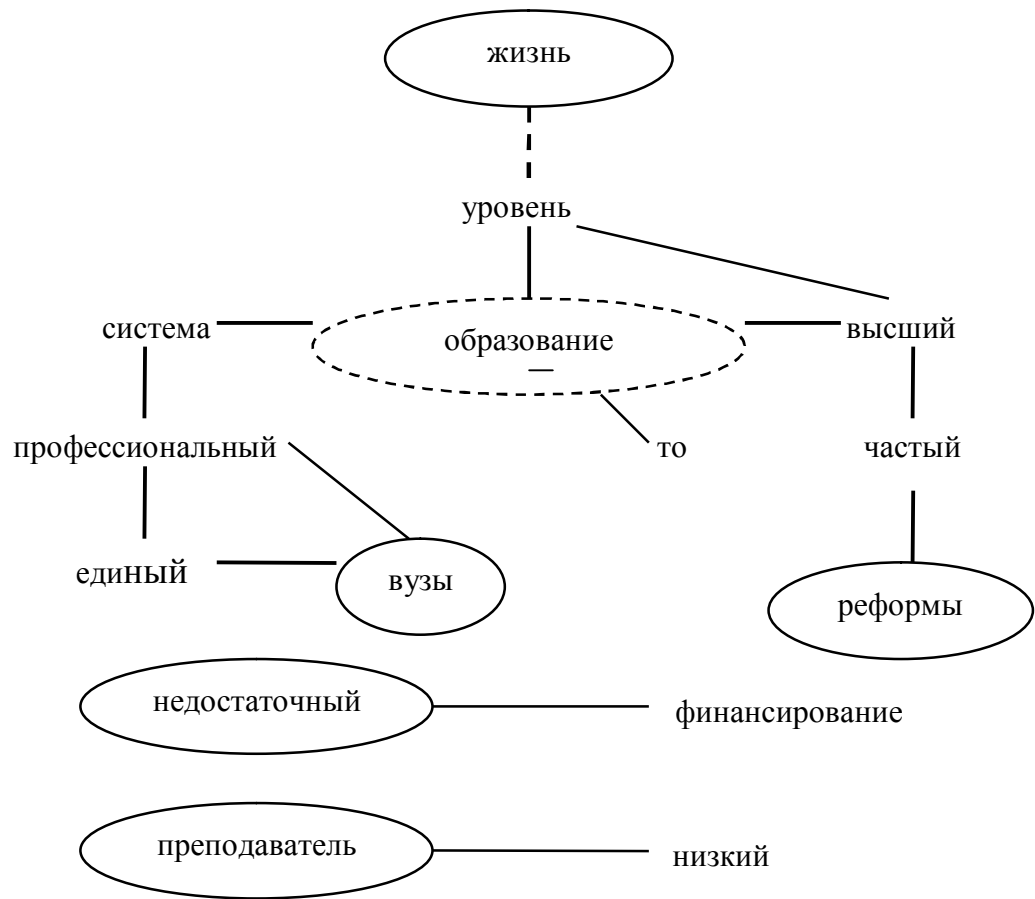 жизнь
уровень
система
образование
высший
профессиональный
то
частый
единый
вузы
реформы
недостаточный
финансирование
преподаватель
низкий